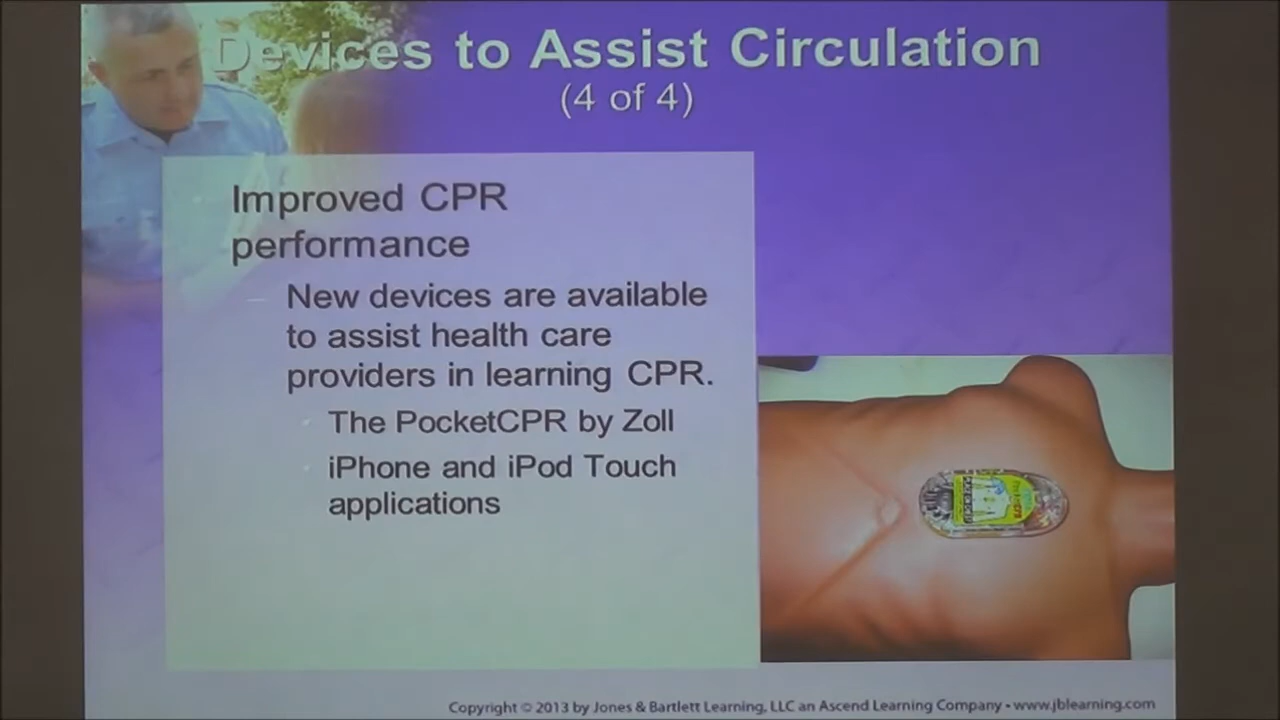 Devices to Assist Circulation
(4 of 4)
Improved CPR
performance
New devices are available
to assist health care
providers in learning CPR.
The PocketCPR by Zoll
iPhone and iPod Touch
applications
Copyright © 2013 by Jones & Bartlett Learning, LLC an Ascend Learning Company • www.jblearning.com